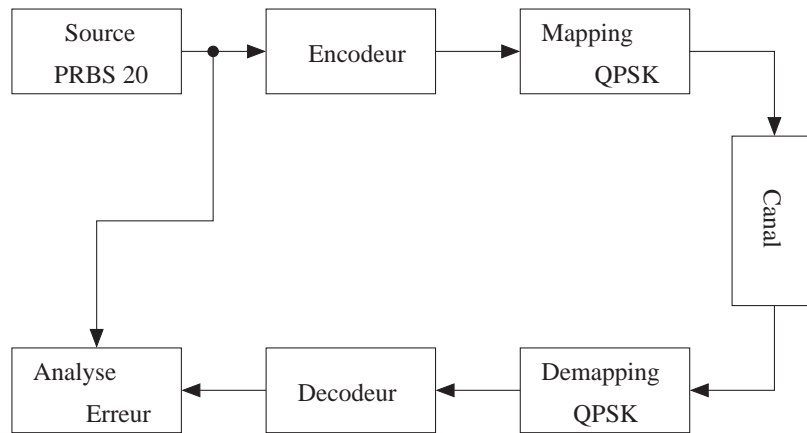 Source
PRBS 20
Encodeur
Mapping
QPSK
Canal
Demapping
QPSK
Decodeur
Analyse
Erreur